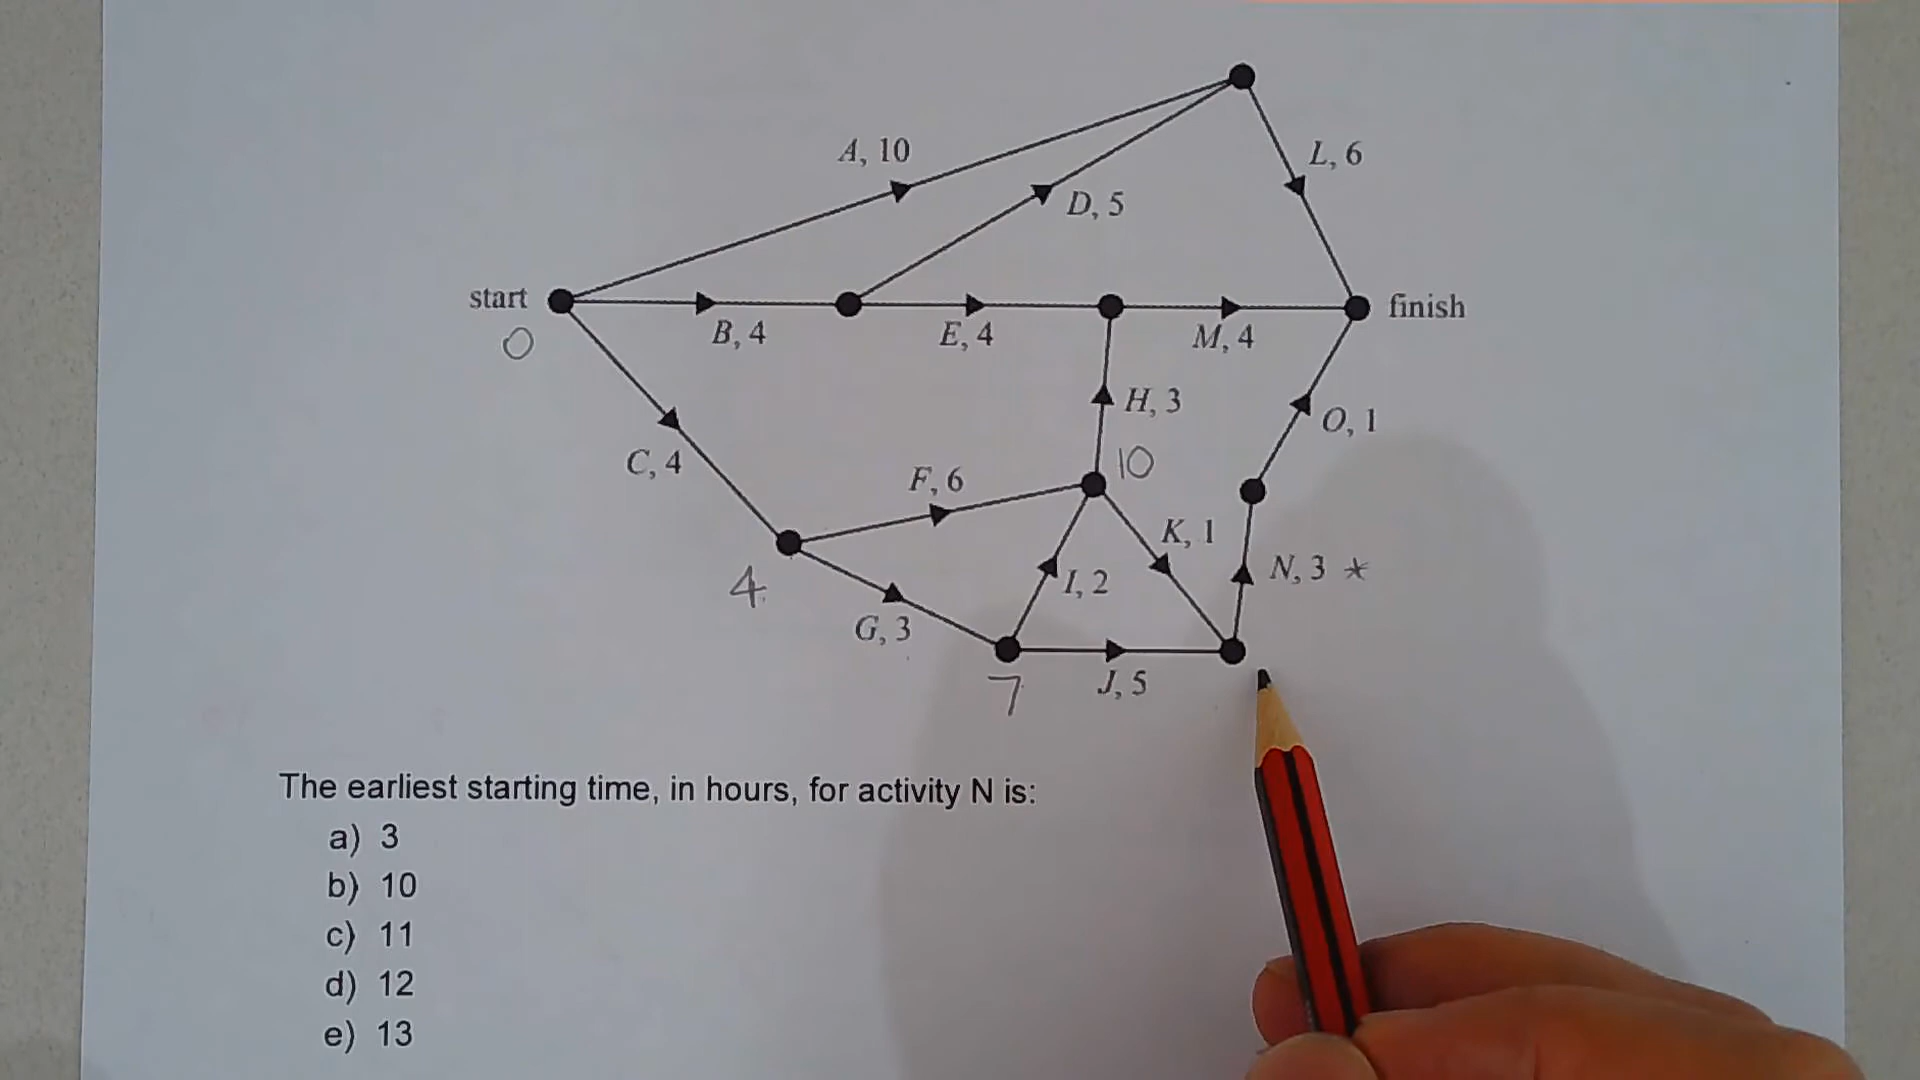 A, 10
L, 6
D, 5
start
finish
B, 4
E, 4
M, 4
0
H, 3
O, 1
C, 4
F, 6
10
K, 1
N, 3 *
I, 2
4
G, 3
J, 5
7
The earliest starting time, in hours, for activity N is:
a) 3
b) 10
c) 11
d) 12
e) 13